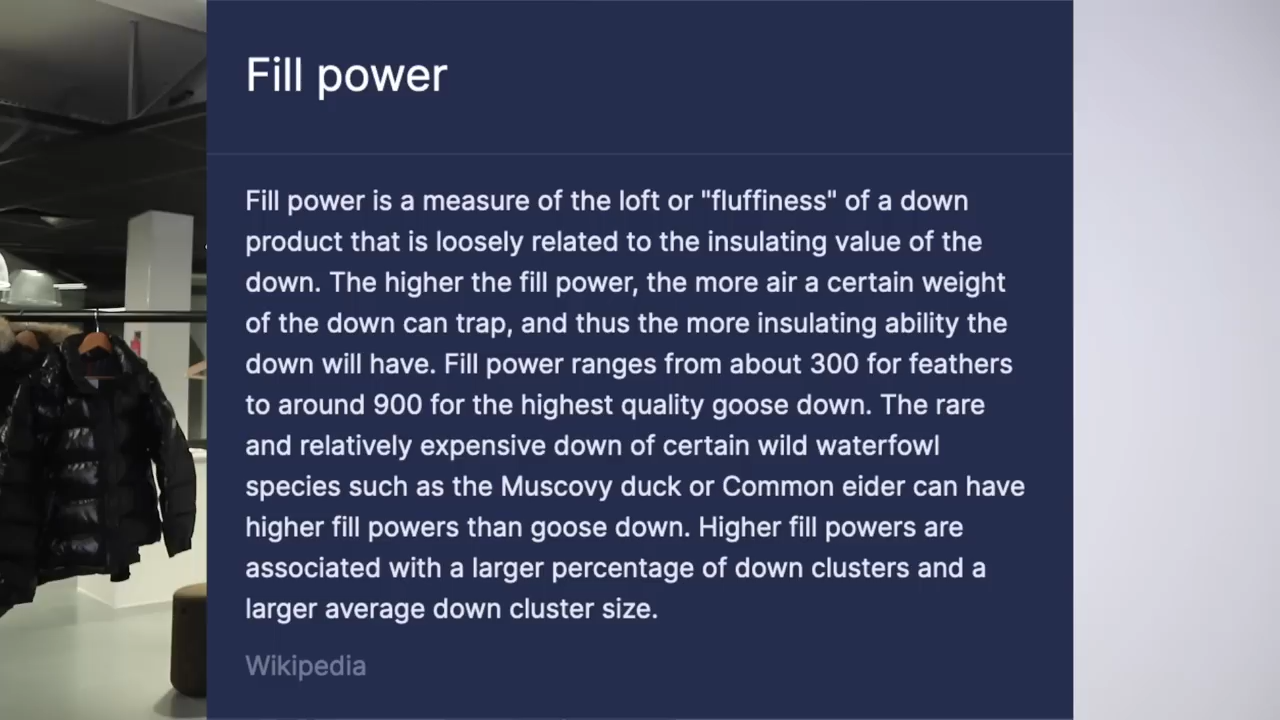 Fill power
Fill power is a measure of the loft or "fluffiness" of a down
product that is loosely related to the insulating value of the
down. The higher the fill power, the more air a certain weight
of the down can trap, and thus the more insulating ability the
down will have. Fill power ranges from about 300 for feathers
to around 900 for the highest quality goose down. The rare
and relatively expensive down of certain wild waterfowl
species such as the Muscovy duck or Common eider can have
higher fill powers than goose down. Higher fill powers are
associated with a larger percentage of down clusters and a
larger average down cluster size.
Wikipedia